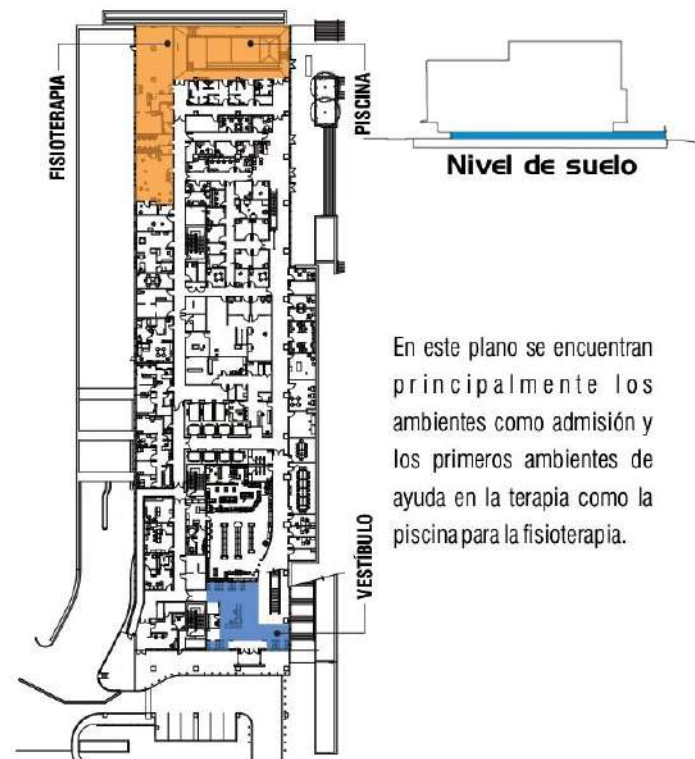 FISIOTERAPIA
PISCINA
Nivel de suelo
En este plano se encuentran
principalmente los
ambientes como admisión y
los primeros ambientes de
ayuda en la terapia como la
piscina para la fisioterapia.
VESTÍBULO